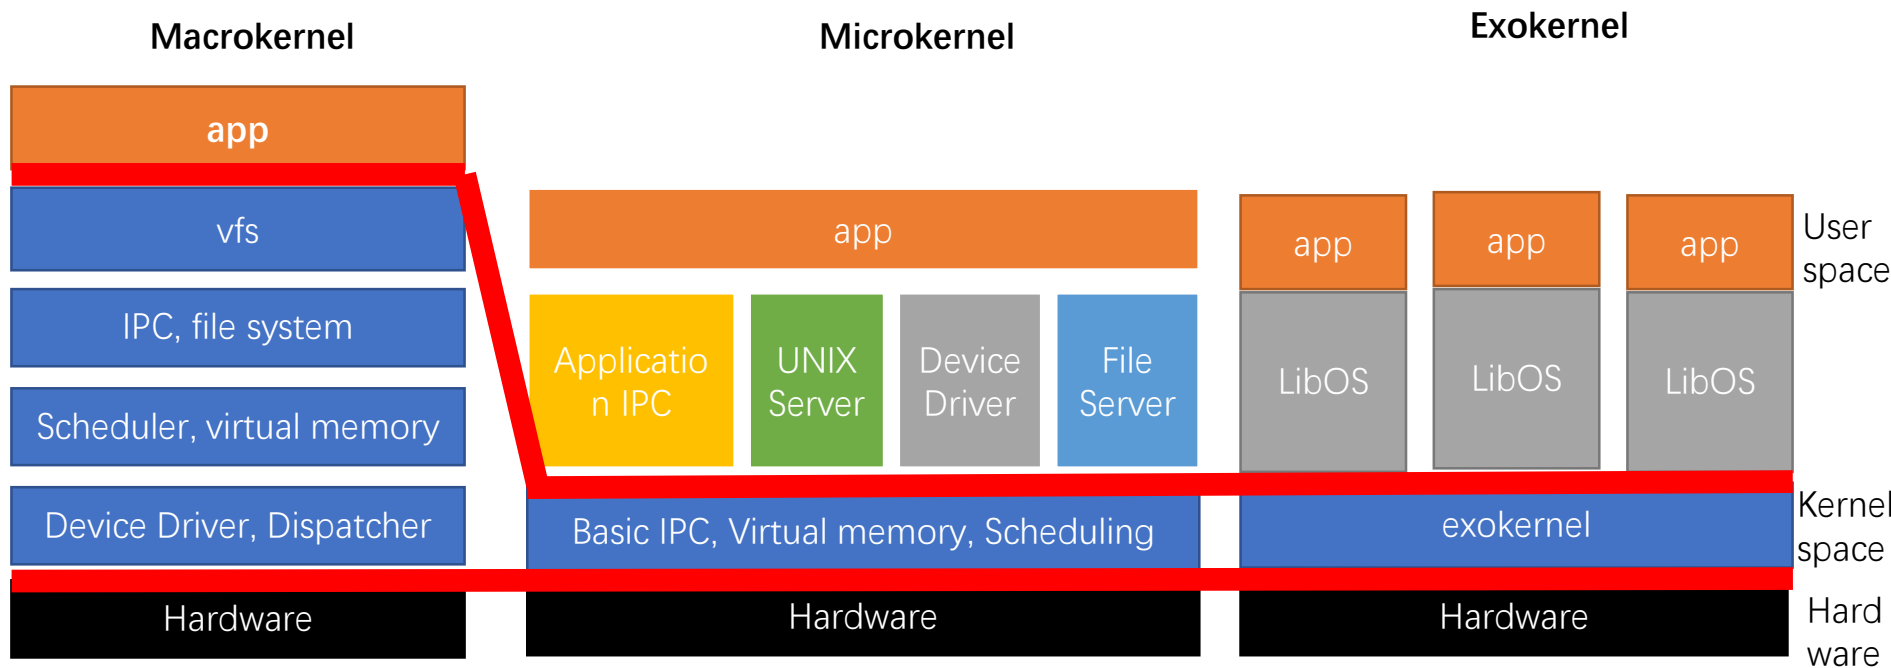 Macrokernel
Microkernel
Exokernel
app
vfs
IPC, file system
Scheduler, virtual memory
Device Driver, Dispatcher
Hardware
app
Applicatio
n IPC
UNIX
Server
Device
Driver
File
Server
Basic IPC, Virtual memory, Scheduling
Hardware
app
app
app
LibOS
LibOS
LibOS
exokernel
Hardware
User
space
Kernel
space
Hard
ware